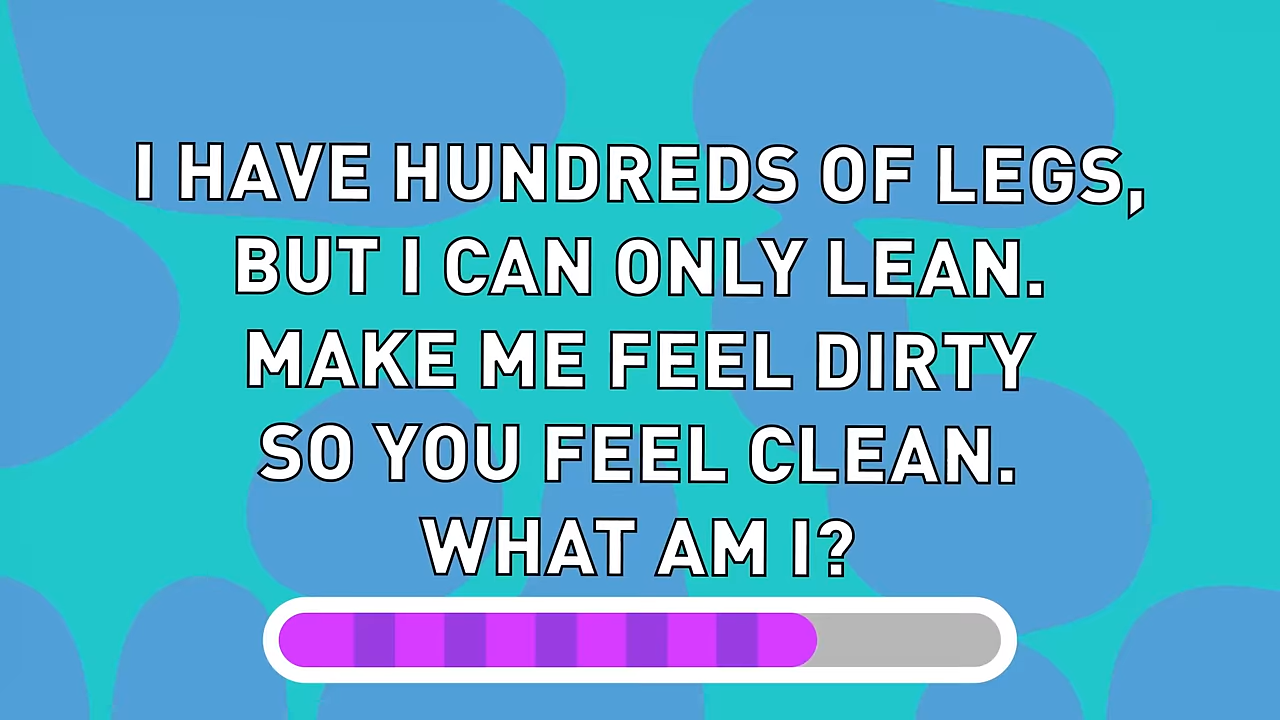 I HAVE HUNDREDS OF LEGS,
BUT I CAN ONLY LEAN.
MAKE ME FEEL DIRTY
SO YOU FEEL CLEAN.
WHAT AM I?